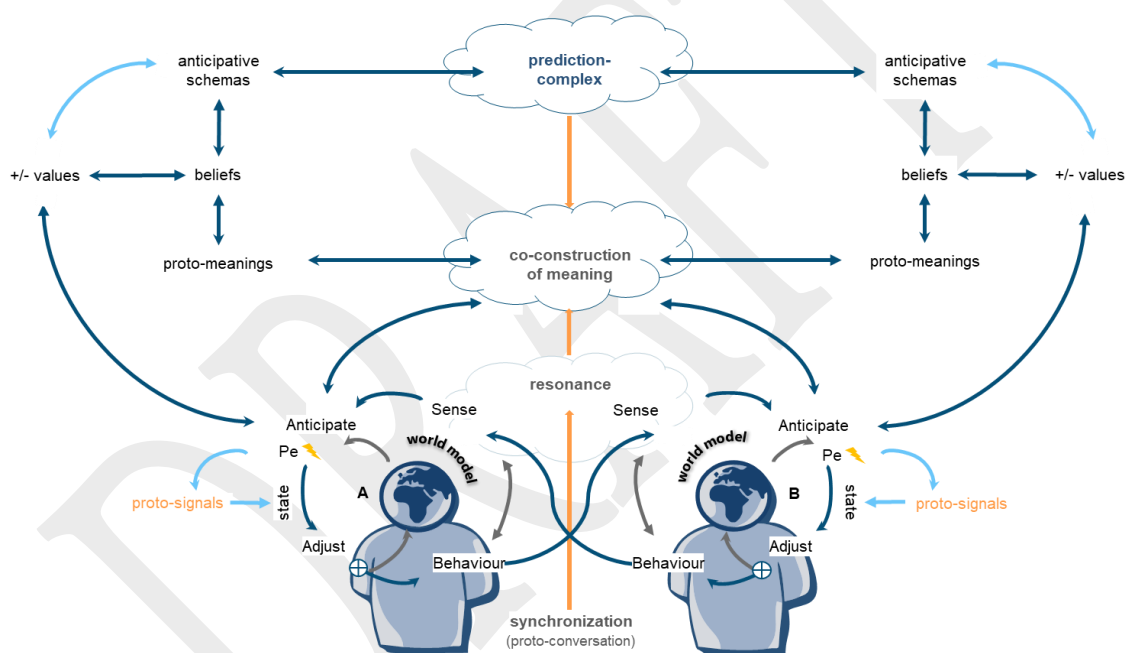 anticipative
schemas
prediction-
complex
anticipative
schemas
+/- values
beliefs
beliefs
+/- values
proto-meanings
co-construction
of meaning
proto-meanings
resonance
Sense
Sense
Anticipate
Anticipate
world model
world model
Pe
Pe
A
B
proto-signals
state
state
proto-signals
Adjust
Adjust
Behaviour
Behaviour
synchronization
(proto-conversation)
DRAFT